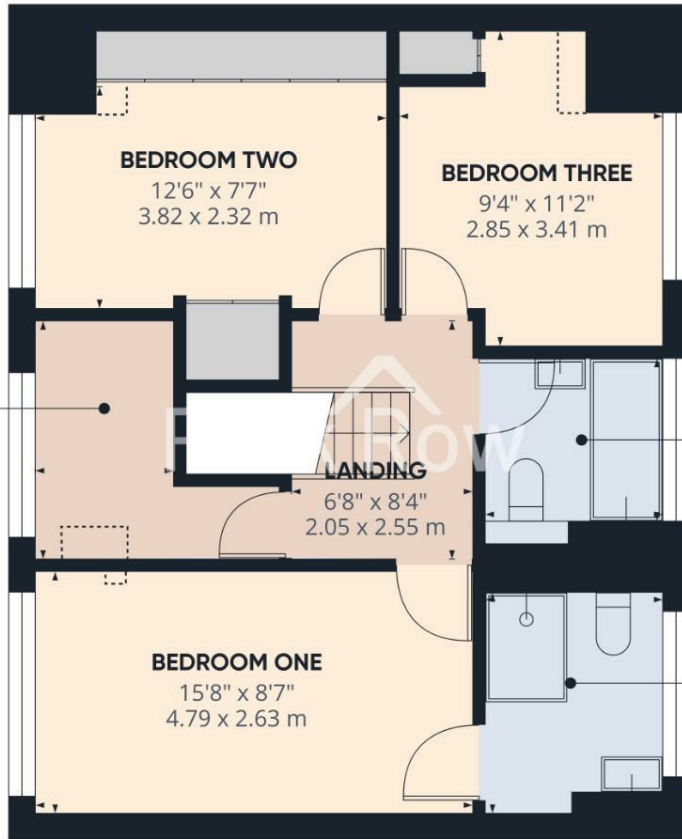 BEDROOM TWO
12'6" x 7'7"
3.82 x 2.32 m
BEDROOM THREE
9'4" x 11'2"
2.85 x 3.41 m
Row
LANDING
6'8" x 8'4"
2.05 x 2.55 m
BEDROOM ONE
15'8" x 8'7"
4.79 x 2.63 m